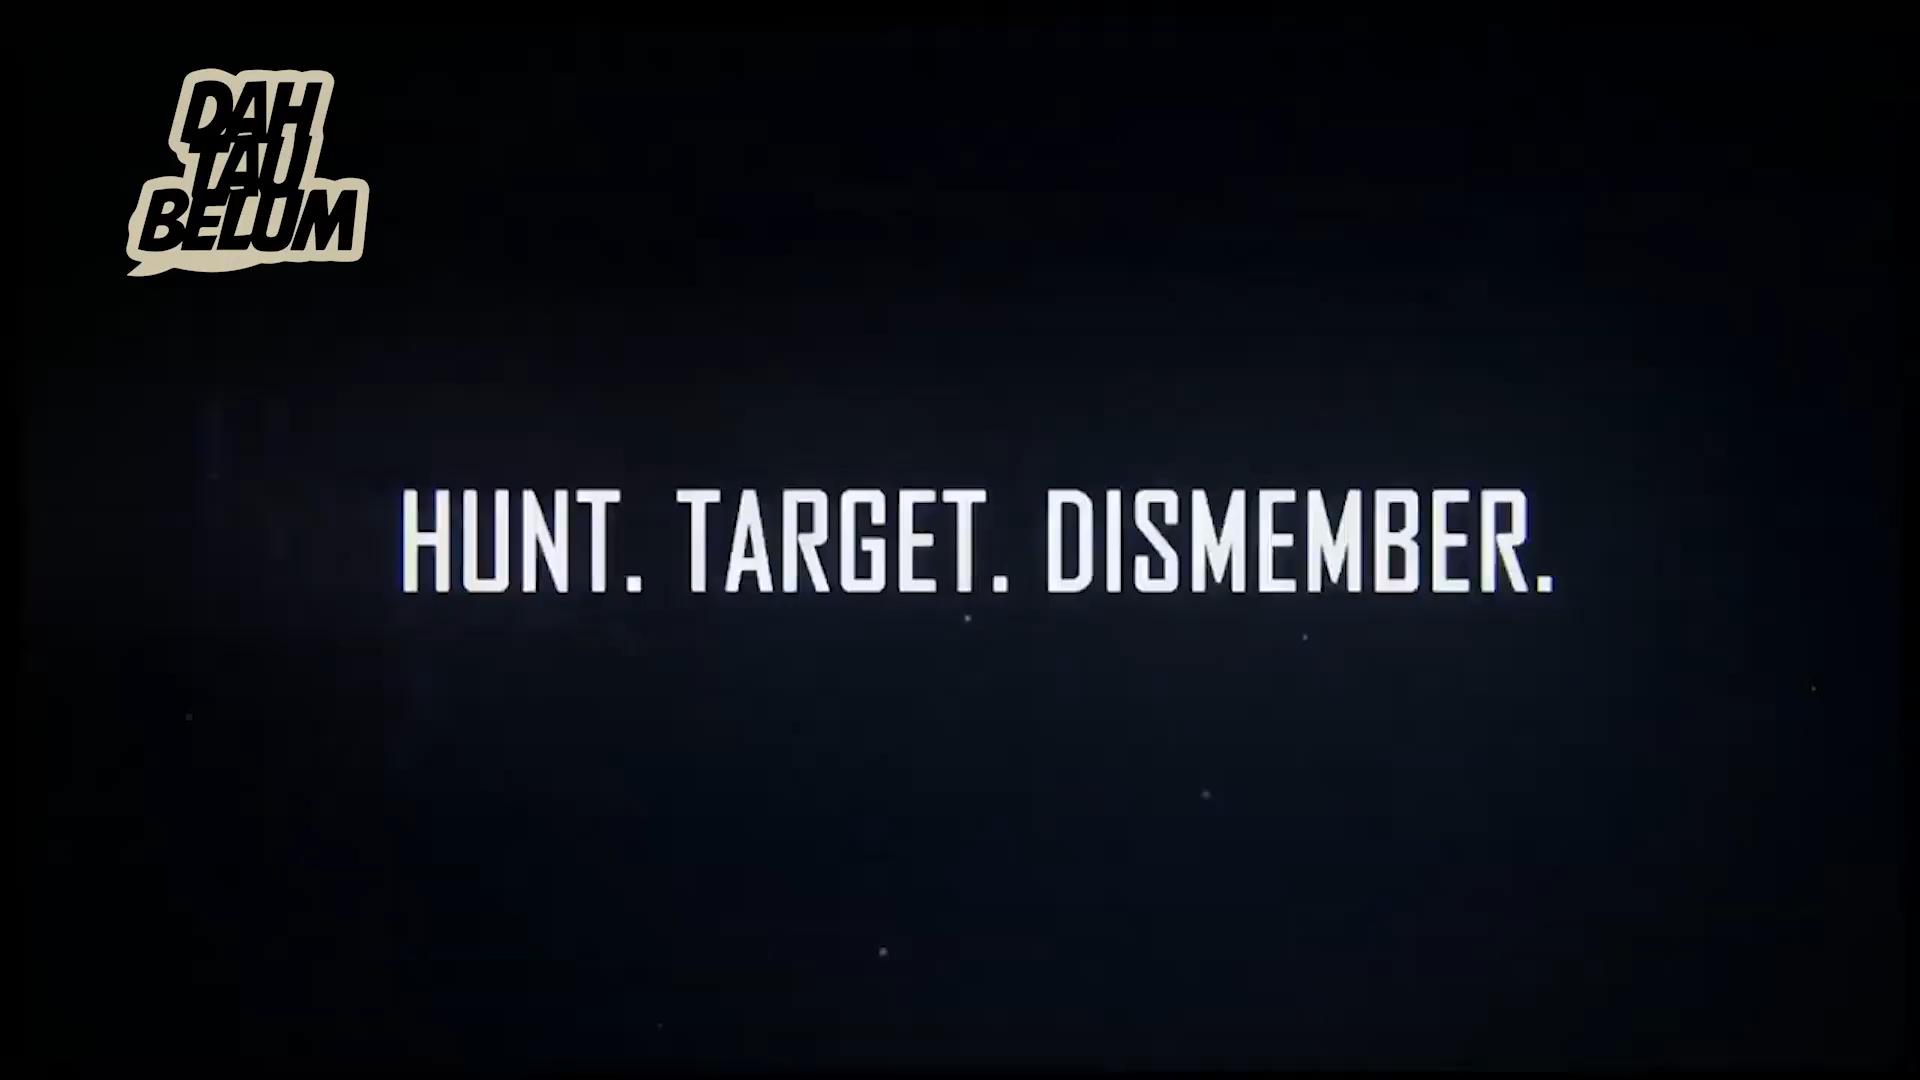 DAH
TAU
BELUM
HUNT. TARGET. DISMEMBER.